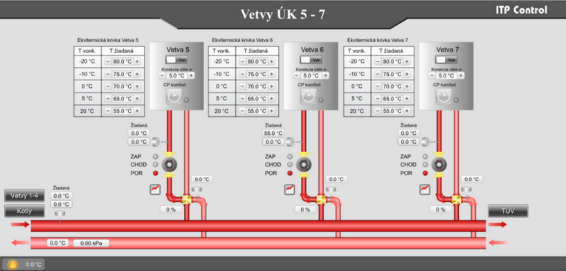 Vetvy ÚK 5 - 7
ITP Control
Ekvitermická krivka Vetva 5
T vonk. T žiadaná
-20 °C - 80.0 °C +
-10 °C - 75.0 °C +
0 °C - 70.0 °C +
5 °C - 65.0 °C +
20 °C - 55.0 °C +
Vetva 5
Korekcia útlm o
- 5.0 °C +
CP komfort
Ekvitermická krivka Vetva 6
T vonk. T žiadaná
-20 °C - 80.0 °C +
-10 °C - 75.0 °C +
0 °C - 70.0 °C +
5 °C - 65.0 °C +
20 °C - 55.0 °C +
Vetva 6
Korekcia útlm o
- 5.0 °C +
CP komfort
Ekvitermická krivka Vetva 7
T vonk. T žiadaná
-20 °C - 80.0 °C +
-10 °C - 75.0 °C +
0 °C - 70.0 °C +
5 °C - 65.0 °C +
20 °C - 55.0 °C +
Vetva 7
Korekcia útlm o
- 5.0 °C +
CP komfort
Žiadaná
0.0 °C
0.0 °C
ZAP
CHOD
POR
0.0 °C
0 %
Žiadaná
55.0 °C
0.0 °C
ZAP
CHOD
POR
0.0 °C
0 %
Žiadaná
0.0 °C
0.0 °C
ZAP
CHOD
POR
0.0 °C
0 %
Vetvy 1-4
Kotly
Žiadaná
0.0 °C
0.0 °C
TUV
0.0 °C 0.00 kPa
0.0 °C